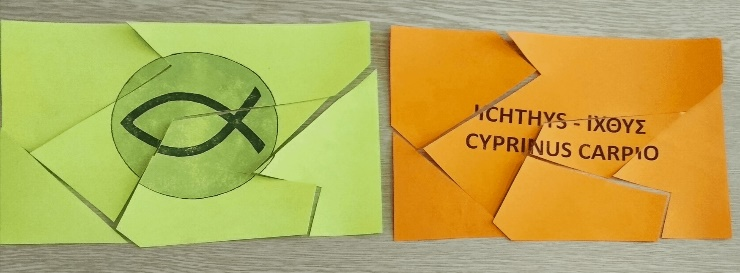 ICHTHYS - ΙΧΘΥΣ
CYPRINUS CARPIO